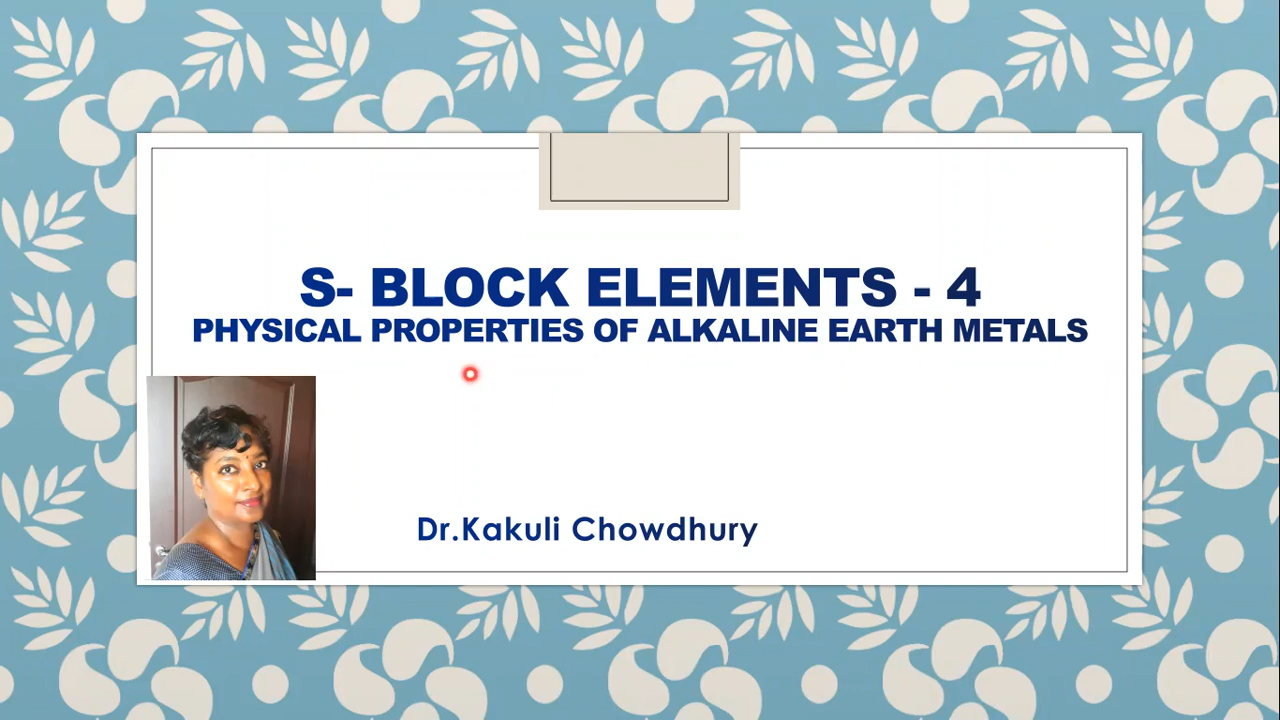 S- BLOCK ELEMENTS - 4
PHYSICAL PROPERTIES OF ALKALINE EARTH METALS
Dr.Kakuli Chowdhury